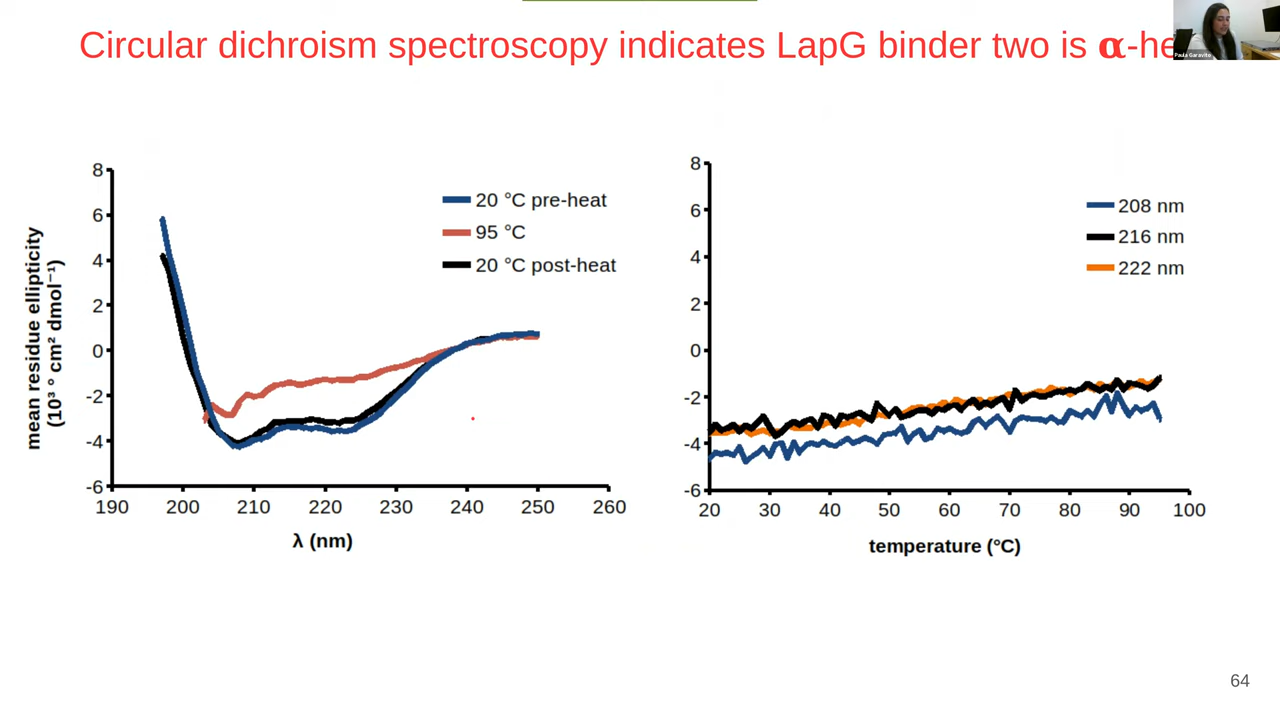 Circular dichroism spectroscopy indicates LapG binder two is α-he
Paula Garavito
8
6
4
2
0
-2
-4
-6
190 200 210 220 230 240 250 260
mean residue ellipticity
(10³ ° cm² dmol⁻¹)
λ (nm)
20 °C pre-heat
95 °C
20 °C post-heat
8
6
4
2
0
-2
-4
-6
20 30 40 50 60 70 80 90 100
temperature (°C)
208 nm
216 nm
222 nm
64